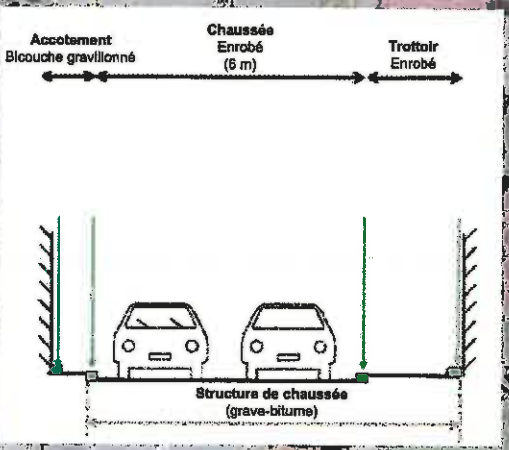 Accotement
Bicouche gravillonné
Chaussée
Enrobé
(6 m)
Trottoir
Enrobé
Structure de chaussée
(grave-bitume)